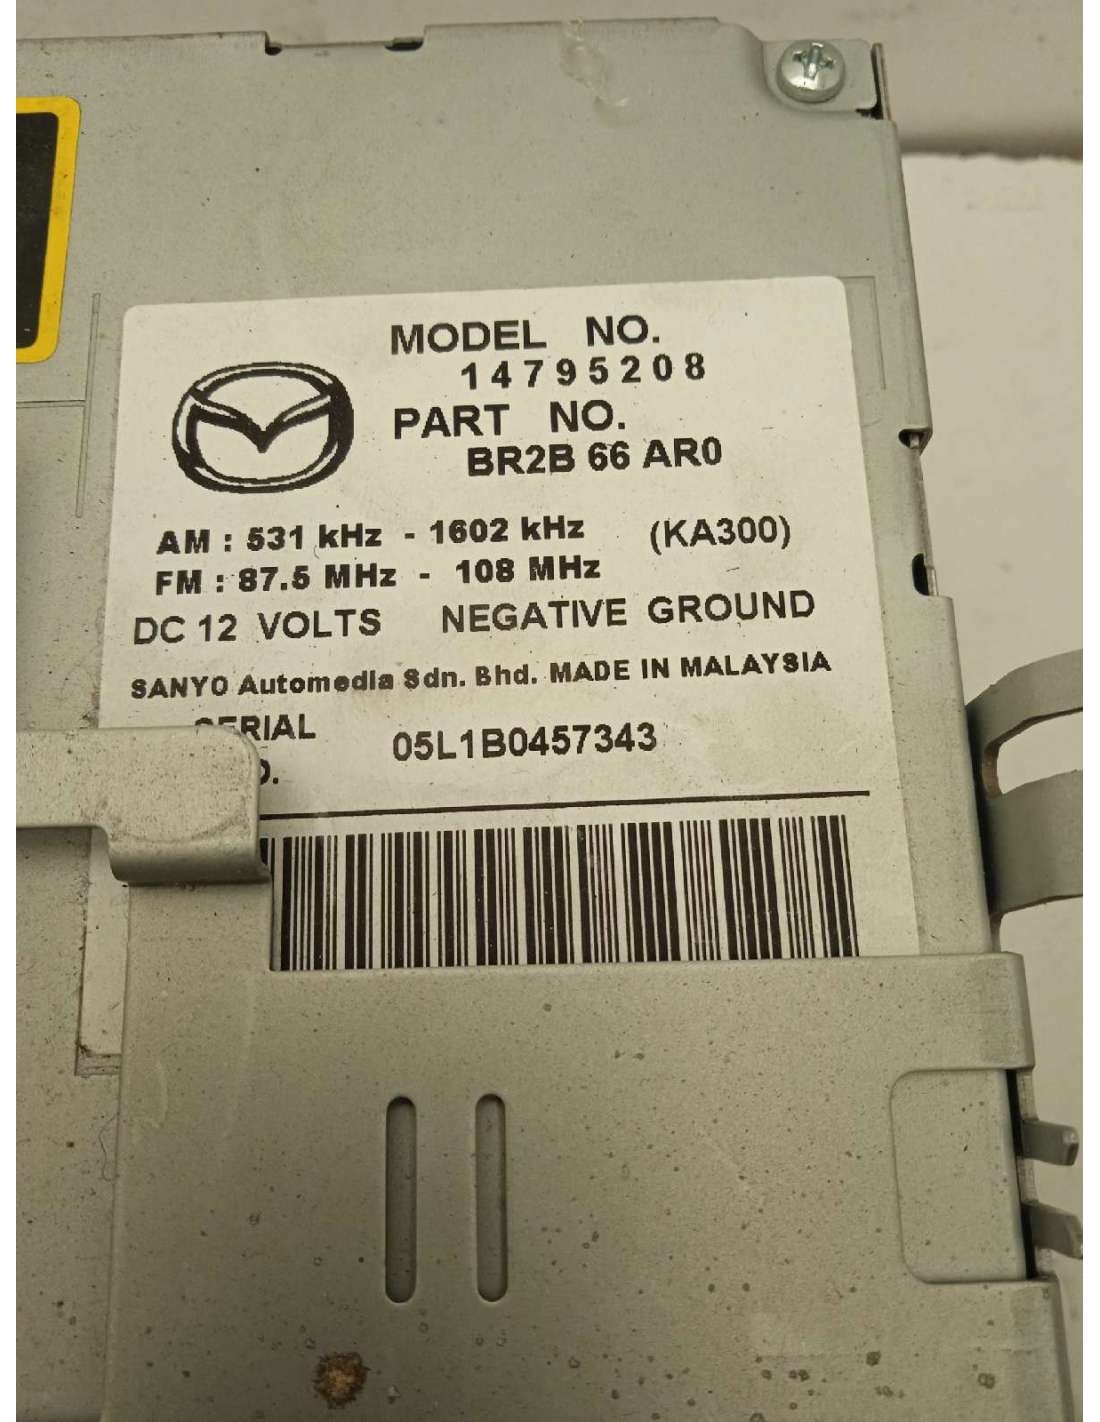 MODEL NO.
14795208
PART NO.
BR2B 66 AR0
AM : 531 kHz - 1602 kHz (KA300)
FM : 87.5 MHz - 108 MHz
DC 12 VOLTS NEGATIVE GROUND
SANYO Automedia Sdn. Bhd. MADE IN MALAYSIA
SERIAL
05L1B0457343